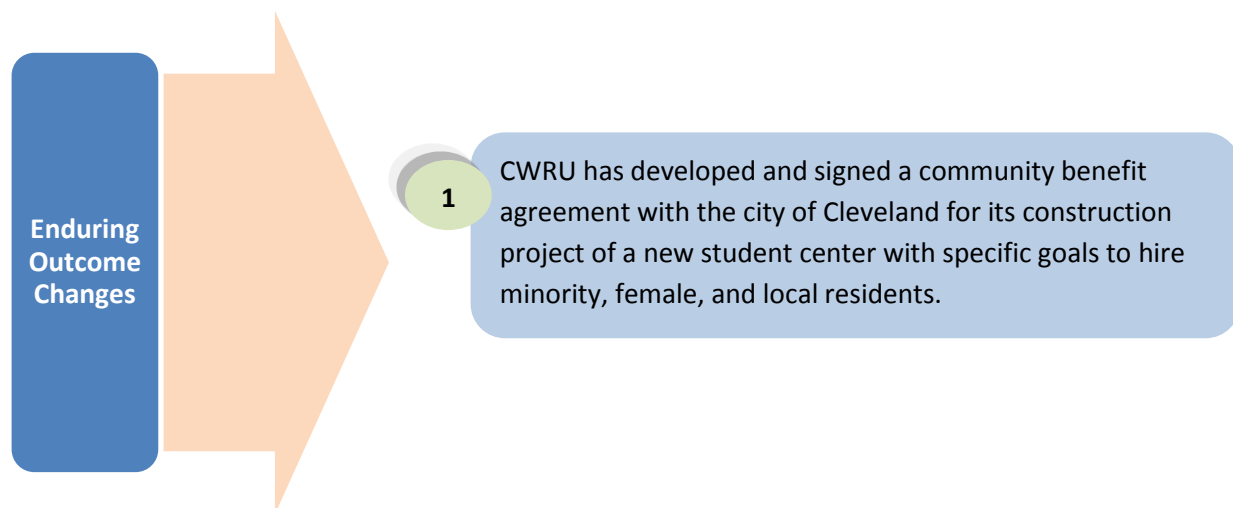 Enduring
Outcome
Changes
1
CWRU has developed and signed a community benefit
agreement with the city of Cleveland for its construction
project of a new student center with specific goals to hire
minority, female, and local residents.